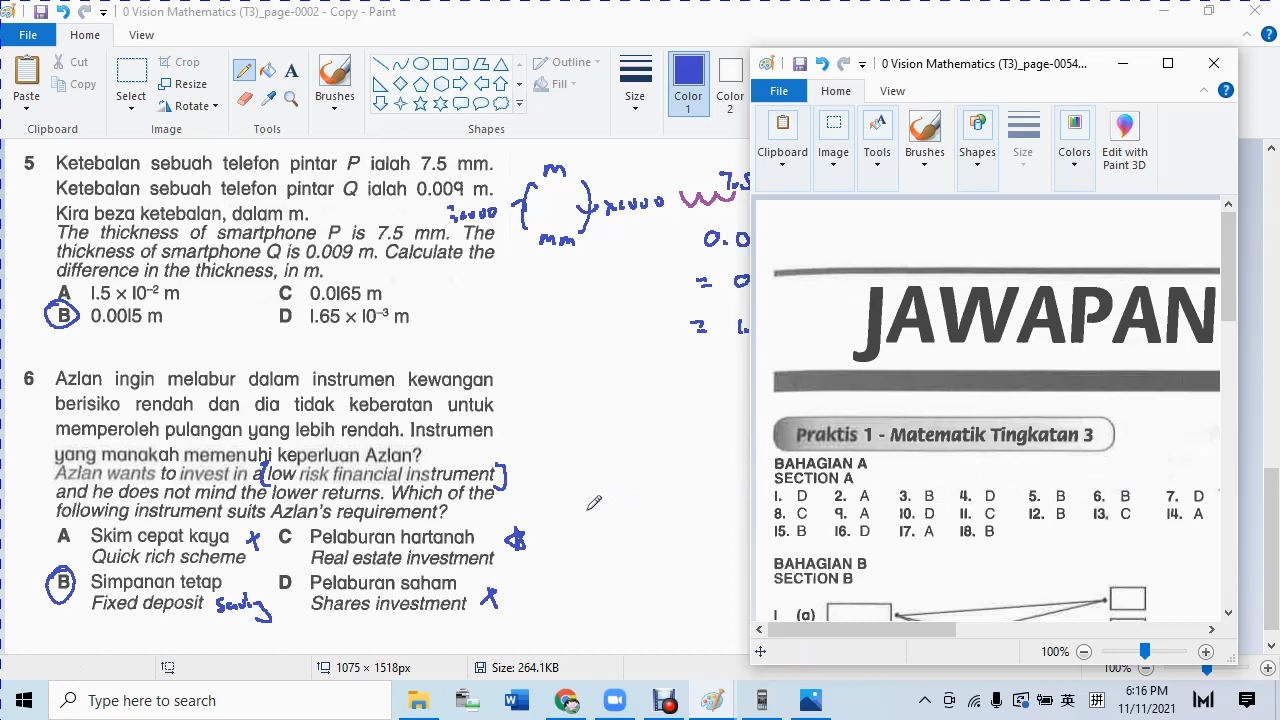 0 Vision Mathematics (T3)_page-0002 - Copy - Paint
File Home View
Paste
Cut
Copy
Clipboard
Select
Crop
Resize
Rotate
Image
Tools
Brushes
Shapes
Outline
Fill
Size
Color 1
Color 2
5 Ketebalan sebuah telefon pintar P ialah 7.5 mm.
Ketebalan sebuah telefon pintar Q ialah 0.009 m.
Kira beza ketebalan, dalam m.
The thickness of smartphone P is 7.5 mm. The
thickness of smartphone Q is 0.009 m. Calculate the
difference in the thickness, in m.
A 1.5 × 10⁻² m C 0.0165 m
B 0.0015 m D 1.65 × 10⁻³ m
m
mm
7.5
0.0
= 0
= 1.
6 Azlan ingin melabur dalam instrumen kewangan
berisiko rendah dan dia tidak keberatan untuk
memperoleh pulangan yang lebih rendah. Instrumen
yang manakah memenuhi keperluan Azlan?
Azlan wants to invest in a [low risk financial instrument]
and he does not mind the lower returns. Which of the
following instrument suits Azlan's requirement?
A Skim cepat kaya x C Pelaburan hartanah
Quick rich scheme Real estate investment
B Simpanan tetap D Pelaburan saham
Fixed deposit Shares investment x
1075 × 1518px
Size: 264.1KB
100%
0 Vision Mathematics (T3)_page-0054...
File Home View
Clipboard
Image
Tools
Brushes
Shapes
Size
Colors
Edit with
Paint 3D
JAWAPAN
Praktis 1 - Matematik Tingkatan 3
BAHAGIAN A
SECTION A
1. D 2. A 3. B 4. D 5. B 6. B 7. D
8. C 9. A 10. D 11. C 12. B 13. C 14. A
15. B 16. D 17. A 18. B
BAHAGIAN B
SECTION B
1 (a)
100%
Type here to search
英
拼
6:16 PM
11/11/2021